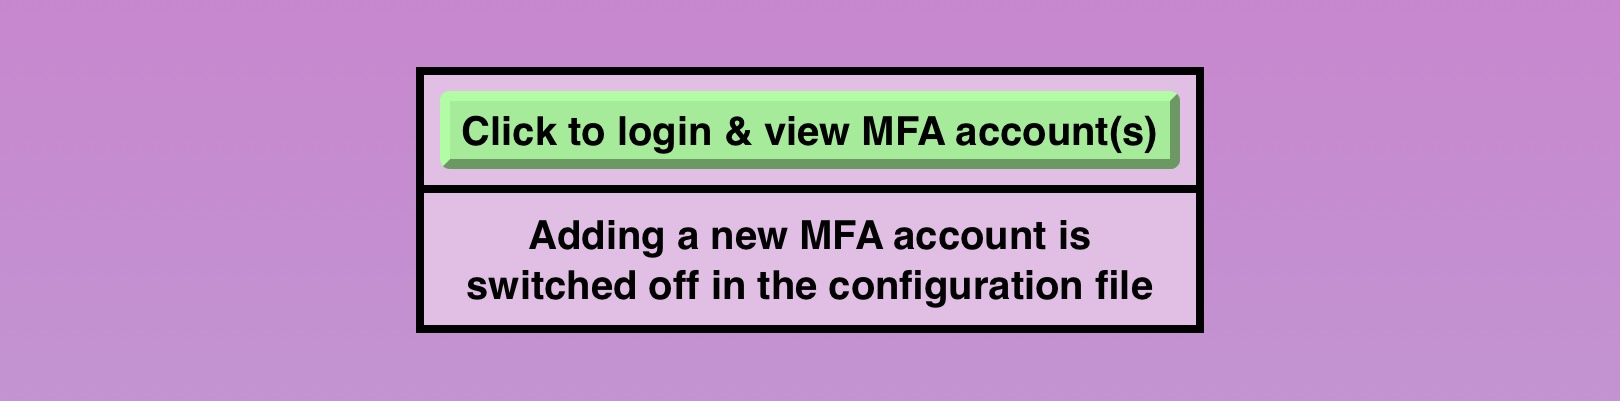 Click to login & view MFA account(s)
Adding a new MFA account is
switched off in the configuration file